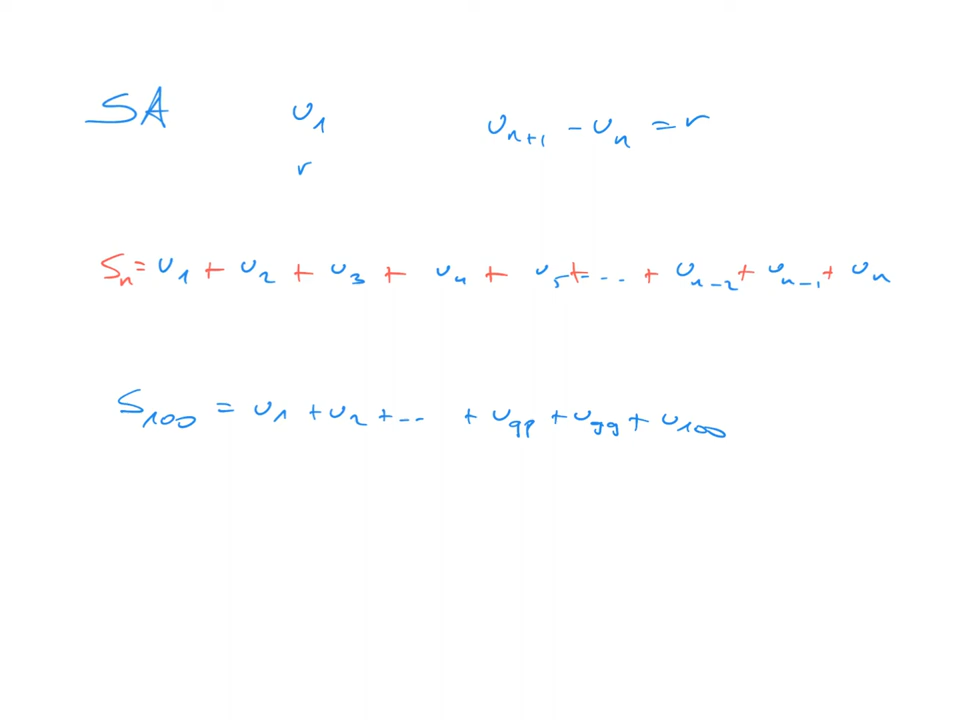 SA u₁ uₙ₊₁ - uₙ = r
r
Sₙ = u₁ + u₂ + u₃ + u₄ + u₅ + ... + uₙ₋₂ + uₙ₋₁ + uₙ
S₁₀₀ = u₁ + u₂ + ... + u₉₈ + u₉₉ + u₁₀₀